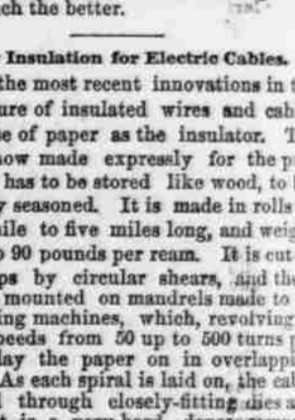 ch the better.
Insulation for Electric Cables.
the most recent innovations in t
ure of insulated wires and cab
e of paper as the insulator. T
now made expressly for the p
has to be stored like wood, to
y seasoned. It is made in rolls
ile to five miles long, and weig
90 pounds per ream. It is cut
ps by circular shears, and the
mounted on mandrels made to
ing machines, which, revolving
peeds from 50 up to 500 turns
lay the paper on in overlappi
As each spiral is laid on, the ca
through closely-fitting dies a